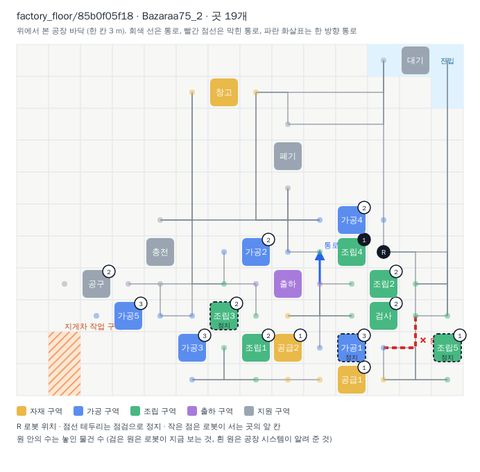 factory_floor/85b0f05f18 · Bazaraa75_2 · 곳 19개
위에서 본 공장 바닥 (한 칸 3 m). 회색 선은 통로, 빨간 점선은 막힌 통로, 파란 화살표는 한 방향 통로
대기
진입
창고
폐기
가공4 2
통로
충전
가공2 2
조립4 1
R
공구 2
출하
조립2 2
가공5 3
조립3 2
정지
검사 2
지게차 작업 구
가공3 3
조립1 2
공급2 1
가공1 3
정지
조립5 1
정지
공급1 1
자재 구역
가공 구역
조립 구역
출하 구역
지원 구역
R 로봇 위치 · 점선 테두리는 점검으로 정지 · 작은 점은 로봇이 서는 곳의 앞 칸
원 안의 수는 놓인 물건 수 (검은 원은 로봇이 지금 보는 것, 흰 원은 공장 시스템이 알려 준 것)